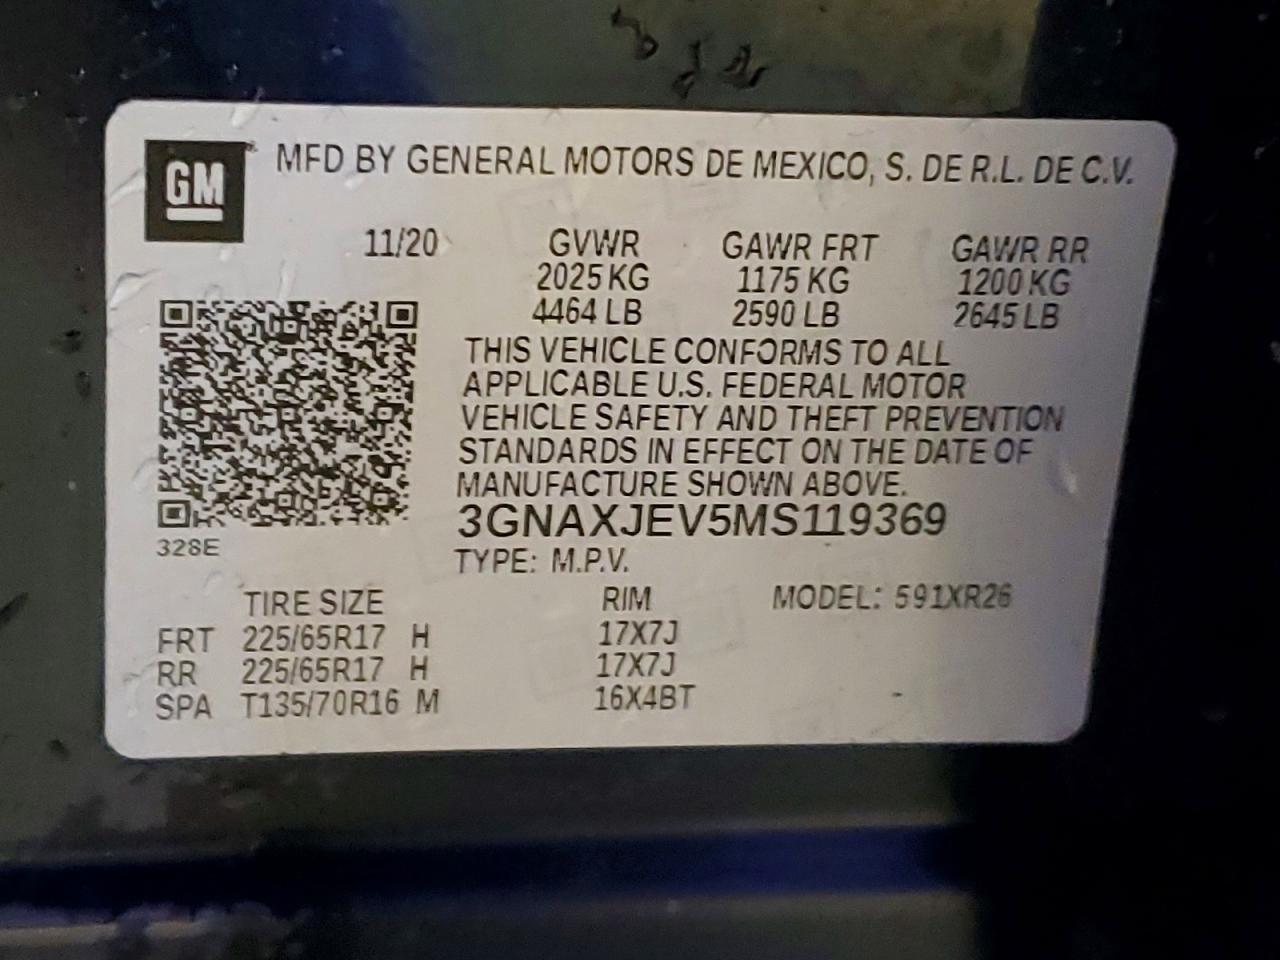 GM
MFD BY GENERAL MOTORS DE MEXICO, S. DE R.L. DE C.V.
11/20 GVWR GAWR FRT GAWR RR
2025 KG 1175 KG 1200 KG
4464 LB 2590 LB 2645 LB
THIS VEHICLE CONFORMS TO ALL
APPLICABLE U.S. FEDERAL MOTOR
VEHICLE SAFETY AND THEFT PREVENTION
STANDARDS IN EFFECT ON THE DATE OF
MANUFACTURE SHOWN ABOVE.
3GNAXJEV5MS119369
328E
TYPE: M.P.V.
TIRE SIZE RIM MODEL: 591XR26
FRT 225/65R17 H 17X7J
RR 225/65R17 H 17X7J
SPA T135/70R16 M 16X4BT -